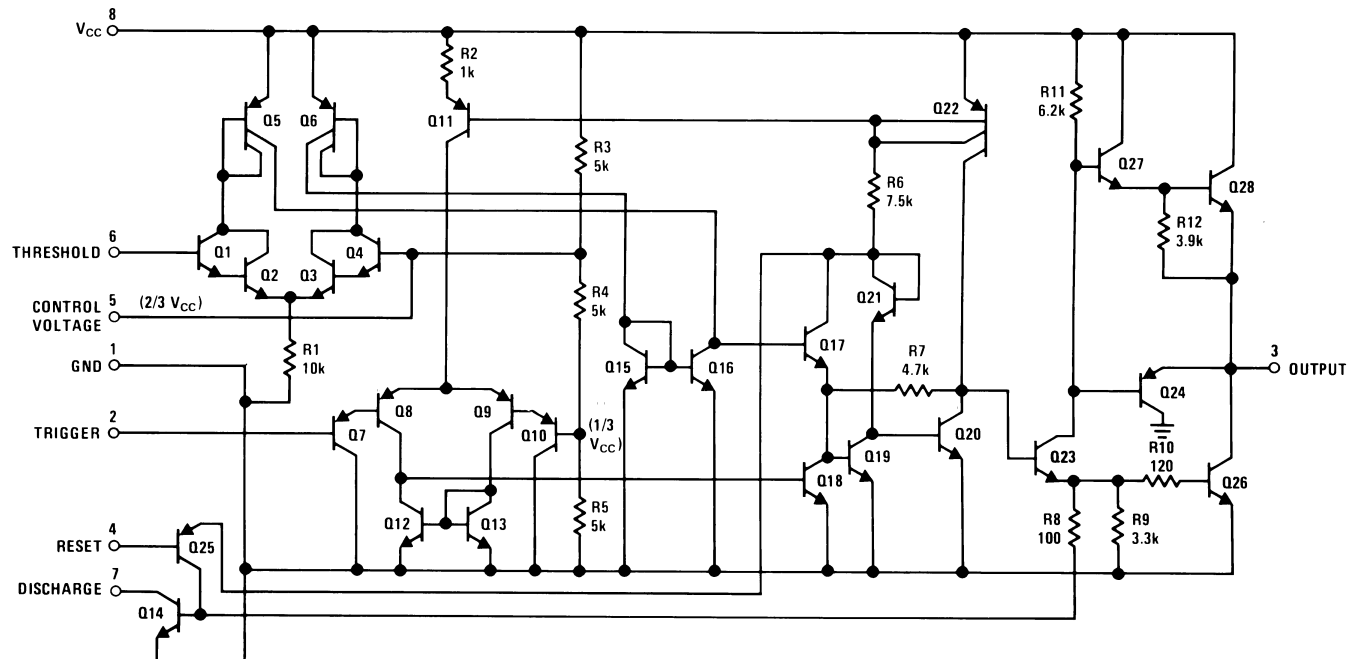 8
VCC
R2
1k
Q5
Q6
Q11
Q22
R11
6.2k
Q27
R3
5k
R6
7.5k
Q28
R12
3.9k
6
THRESHOLD
Q1
Q2
Q3
Q4
5
CONTROL VOLTAGE
(2/3 VCC)
R4
5k
Q21
1
GND
R1
10k
Q15
Q16
Q17
R7
4.7k
3
OUTPUT
2
TRIGGER
Q7
Q8
Q9
Q10
(1/3 VCC)
Q18
Q19
Q20
Q23
Q24
R10
120
Q26
4
RESET
Q25
Q12
Q13
R5
5k
R8
100
R9
3.3k
7
DISCHARGE
Q14